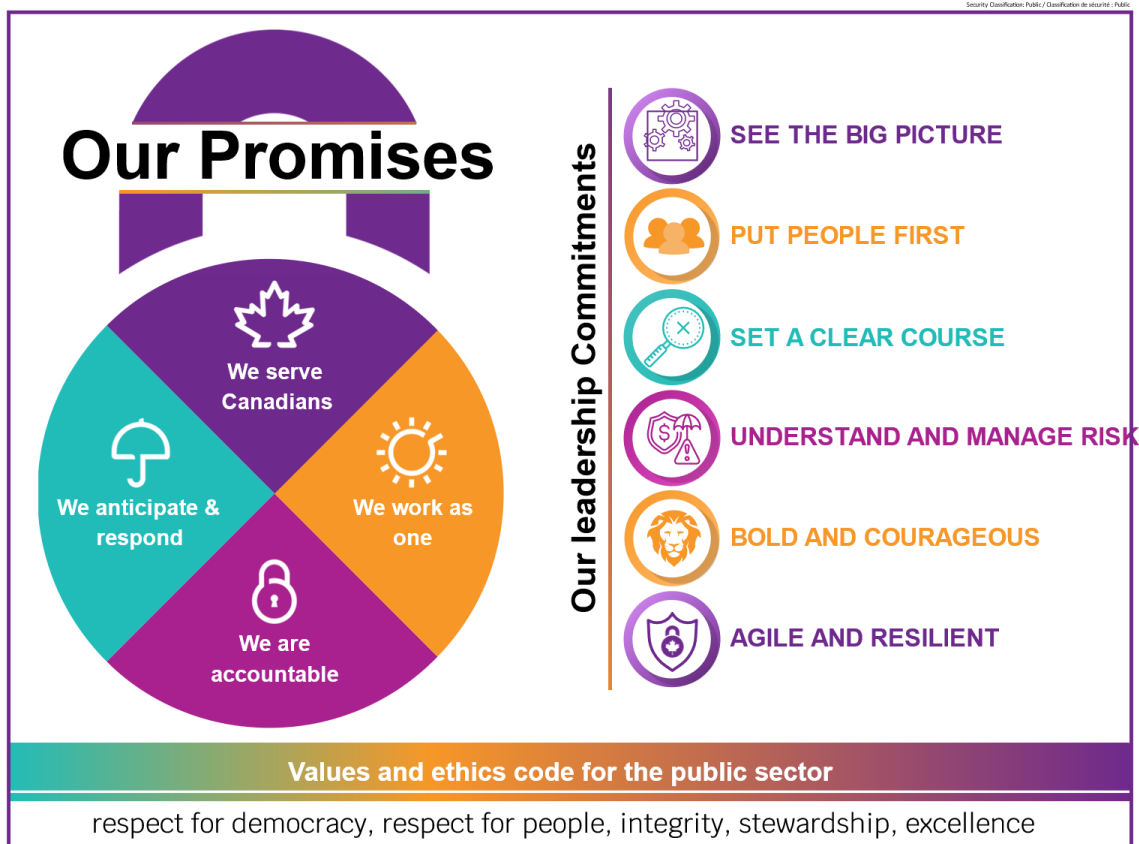 Security Classification: Public / Classification de sécurité : Public
Our Promises
We serve
Canadians
We anticipate &
respond
We work as
one
We are
accountable
Our leadership Commitments
SEE THE BIG PICTURE
PUT PEOPLE FIRST
SET A CLEAR COURSE
UNDERSTAND AND MANAGE RISK
BOLD AND COURAGEOUS
AGILE AND RESILIENT
Values and ethics code for the public sector
respect for democracy, respect for people, integrity, stewardship, excellence